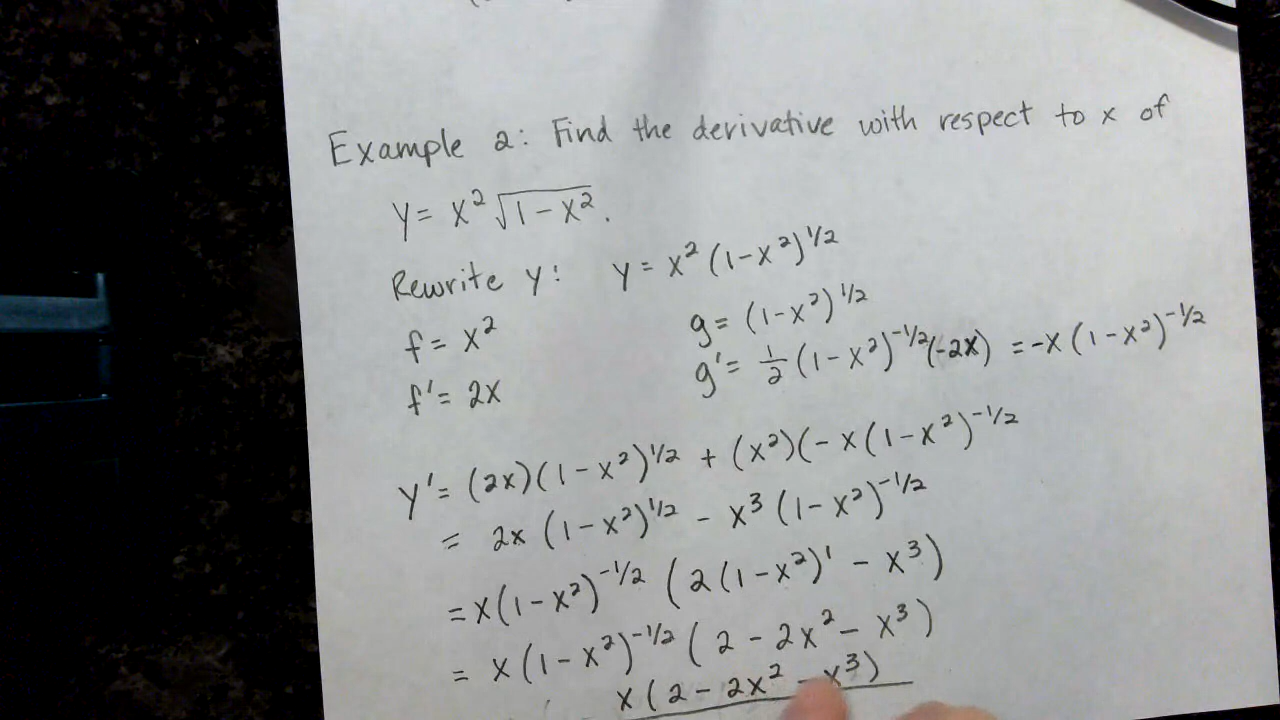 Example 2: Find the derivative with respect to x of
y = x² √(1 - x²).
Rewrite y: y = x² (1-x²)^1/2
f = x² g = (1-x²)^1/2
f' = 2x g' = 1/2 (1-x²)^-1/2 (-2x) = -x (1-x²)^-1/2
y' = (2x)(1-x²)^1/2 + (x²)(-x(1-x²)^-1/2
= 2x (1-x²)^1/2 - x³ (1-x²)^-1/2
= x(1-x²)^-1/2 (2(1-x²)^1 - x³)
= x (1-x²)^-1/2 (2 - 2x² - x³)
x (2 - 2x² - x³)